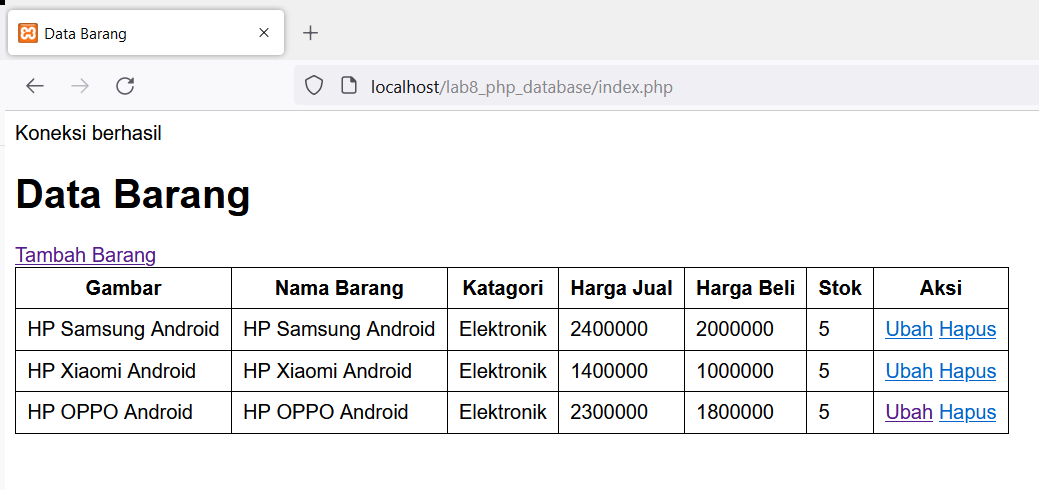 Data Barang
localhost/lab8_php_database/index.php
Koneksi berhasil
Data Barang
Tambah Barang
Gambar Nama Barang Katagori Harga Jual Harga Beli Stok Aksi
HP Samsung Android HP Samsung Android Elektronik 2400000 2000000 5 Ubah Hapus
HP Xiaomi Android HP Xiaomi Android Elektronik 1400000 1000000 5 Ubah Hapus
HP OPPO Android HP OPPO Android Elektronik 2300000 1800000 5 Ubah Hapus